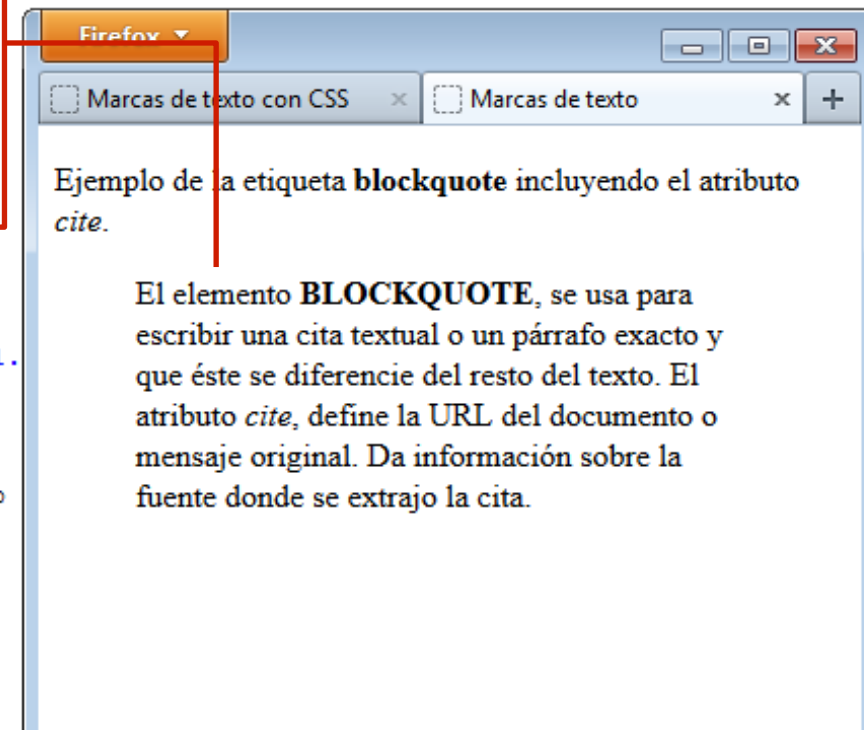 Firefox
Marcas de texto con CSS
Marcas de texto
Ejemplo de la etiqueta blockquote incluyendo el atributo
cite.
El elemento BLOCKQUOTE, se usa para
escribir una cita textual o un párrafo exacto y
que éste se diferencie del resto del texto. El
atributo cite, define la URL del documento o
mensaje original. Da información sobre la
fuente donde se extrajo la cita.